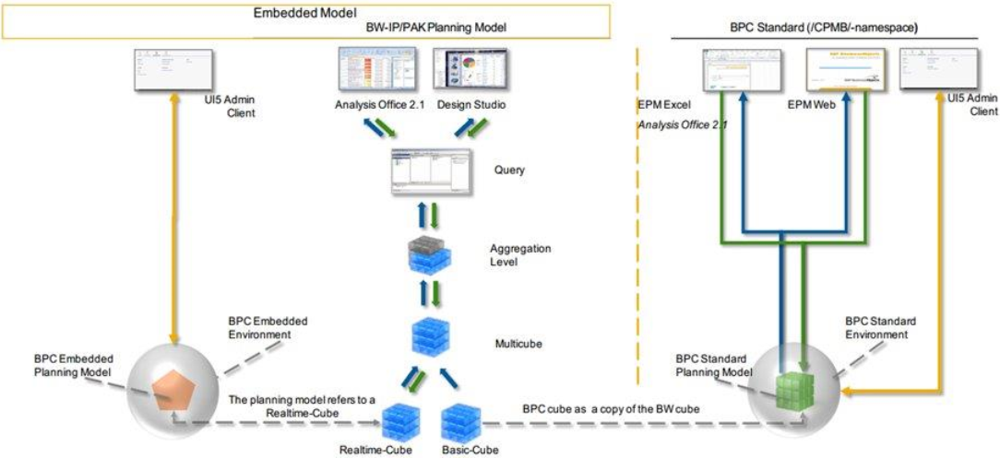 Embedded Model
BW-IP/PAK Planning Model
BPC Standard (/CPMB/-namespace)
UI5 Admin
Client
Analysis Office 2.1
Design Studio
EPM Excel
Analysis Office 2.1
EPM Web
UI5 Admin
Client
Query
Aggregation
Level
Multicube
BPC Embedded
Environment
BPC Embedded
Planning Model
BPC Standard
Environment
BPC Standard
Planning Model
The planning model refers to a
Realtime-Cube
BPC cube as a copy of the BW cube
Realtime-Cube
Basic-Cube